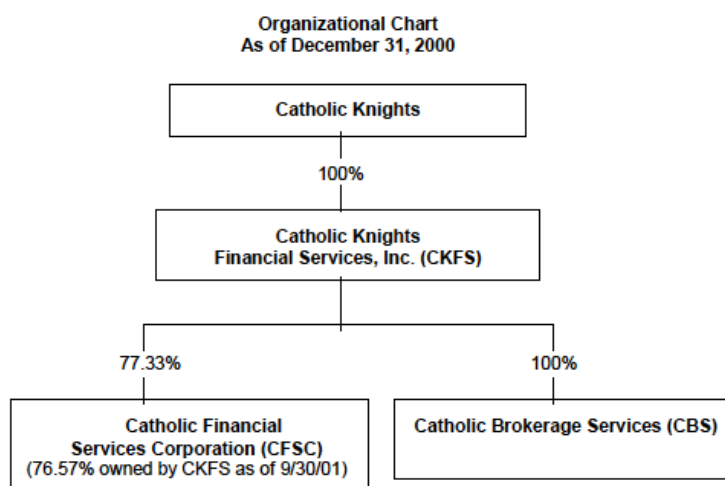 Organizational Chart
As of December 31, 2000
Catholic Knights
100%
Catholic Knights
Financial Services, Inc. (CKFS)
77.33%
100%
Catholic Financial
Services Corporation (CFSC)
(76.57% owned by CKFS as of 9/30/01)
Catholic Brokerage Services (CBS)